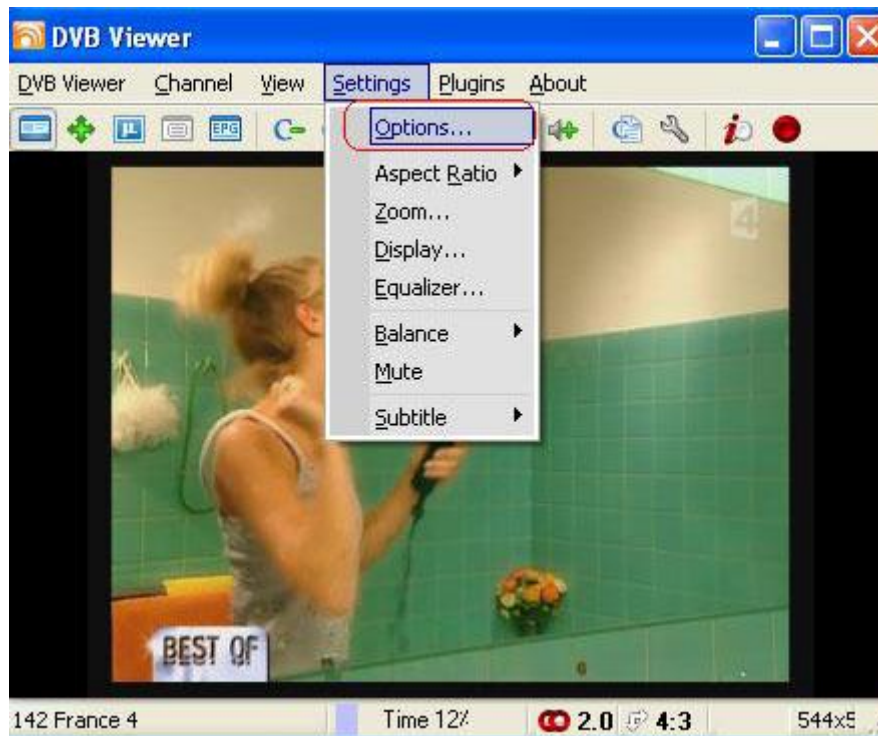 DVB Viewer
DVB Viewer Channel View Settings Plugins About
EPG
Options...
Aspect Ratio
Zoom...
Display...
Equalizer...
Balance
Mute
Subtitle
4
BEST OF
142 France 4 Time 12% 2.0 4:3 544x5